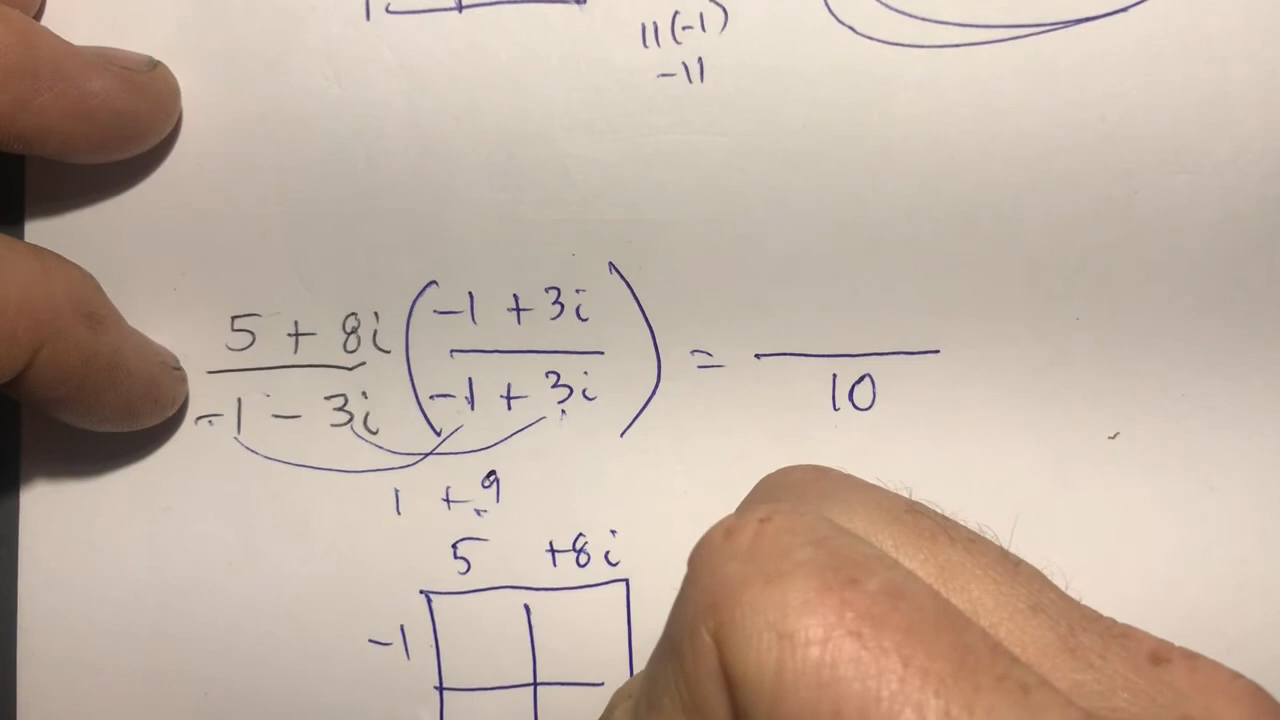 11(-1)
-11
5 + 8i / -1 - 3i ( -1 + 3i / -1 + 3i ) = / 10
1 + 9
5 +8i
-1